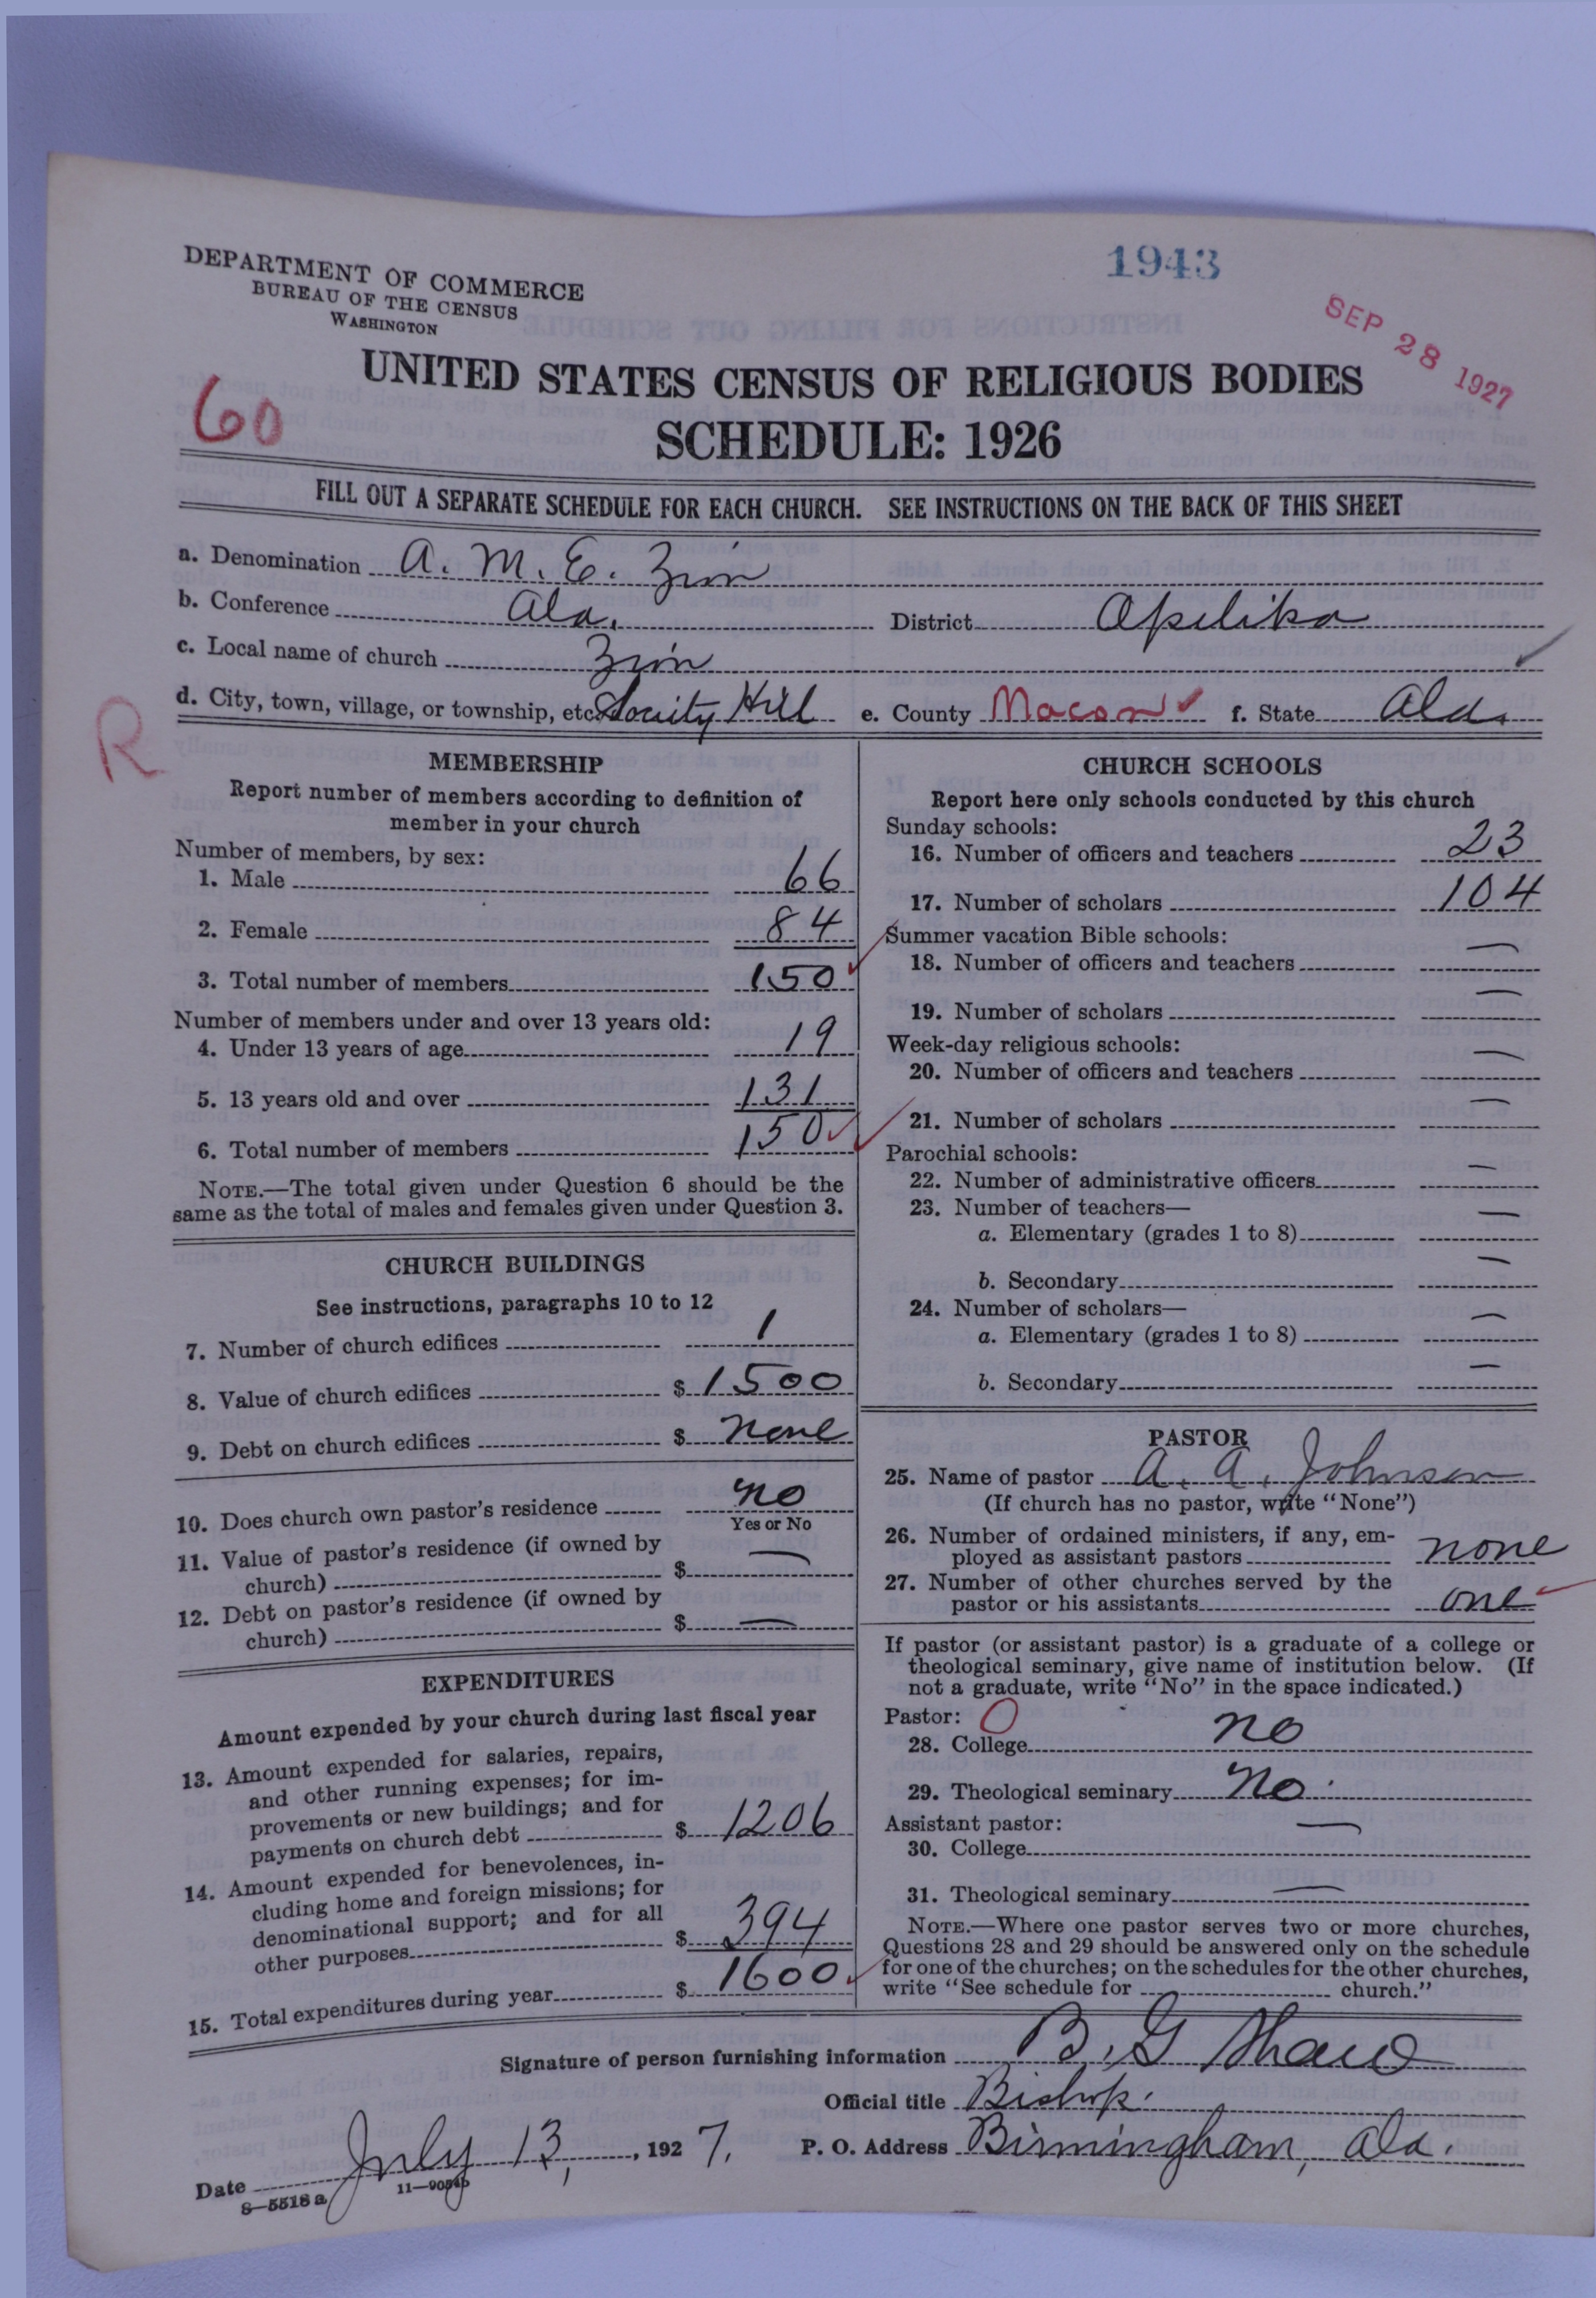 1943
SEP 28 1927
DEPARTMENT OF COMMERCE
BUREAU OF THE CENSUS
WASHINGTON
UNITED STATES CENSUS OF RELIGIOUS BODIES
60
SCHEDULE: 1926
FILL OUT A SEPARATE SCHEDULE FOR EACH CHURCH. SEE INSTRUCTIONS ON THE BACK OF THIS SHEET
a. Denomination A. M. E. Zion
b. Conference Ala. District Opelika
c. Local name of church Zion
d. City, town, village, or township, etc. Society Hill e. County Macon f. State Ala.
R
MEMBERSHIP
Report number of members according to definition of
member in your church
Number of members, by sex:
1. Male 66
2. Female 84
3. Total number of members 150
Number of members under and over 13 years old:
4. Under 13 years of age 19
5. 13 years old and over 131
6. Total number of members 150
NOTE.—The total given under Question 6 should be the
same as the total of males and females given under Question 3.
CHURCH BUILDINGS
See instructions, paragraphs 10 to 12
7. Number of church edifices 1
8. Value of church edifices $ 1500
9. Debt on church edifices $ none
10. Does church own pastor's residence no
Yes or No
11. Value of pastor's residence (if owned by
church) $ —
12. Debt on pastor's residence (if owned by
church) $ —
EXPENDITURES
Amount expended by your church during last fiscal year
13. Amount expended for salaries, repairs,
and other running expenses; for im-
provements or new buildings; and for
payments on church debt $ 1206
14. Amount expended for benevolences, in-
cluding home and foreign missions; for
denominational support; and for all
other purposes $ 394
15. Total expenditures during year $ 1600
CHURCH SCHOOLS
Report here only schools conducted by this church
Sunday schools:
16. Number of officers and teachers 23
17. Number of scholars 104
Summer vacation Bible schools:
18. Number of officers and teachers —
19. Number of scholars —
Week-day religious schools:
20. Number of officers and teachers —
21. Number of scholars —
Parochial schools:
22. Number of administrative officers —
23. Number of teachers—
a. Elementary (grades 1 to 8) —
b. Secondary —
24. Number of scholars—
a. Elementary (grades 1 to 8) —
b. Secondary —
PASTOR
25. Name of pastor A. A. Johnson
(If church has no pastor, write "None")
26. Number of ordained ministers, if any, em-
ployed as assistant pastors none
27. Number of other churches served by the
pastor or his assistants one
If pastor (or assistant pastor) is a graduate of a college or
theological seminary, give name of institution below. (If
not a graduate, write "No" in the space indicated.)
Pastor: O
28. College no
29. Theological seminary No.
Assistant pastor:
30. College —
31. Theological seminary —
NOTE.—Where one pastor serves two or more churches,
Questions 28 and 29 should be answered only on the schedule
for one of the churches; on the schedules for the other churches,
write "See schedule for church."
Signature of person furnishing information B. G Shaw
Official title Bishop.
Date July 13, 1927. P. O. Address Birmingham, Ala.
8—5518a 11—9054b